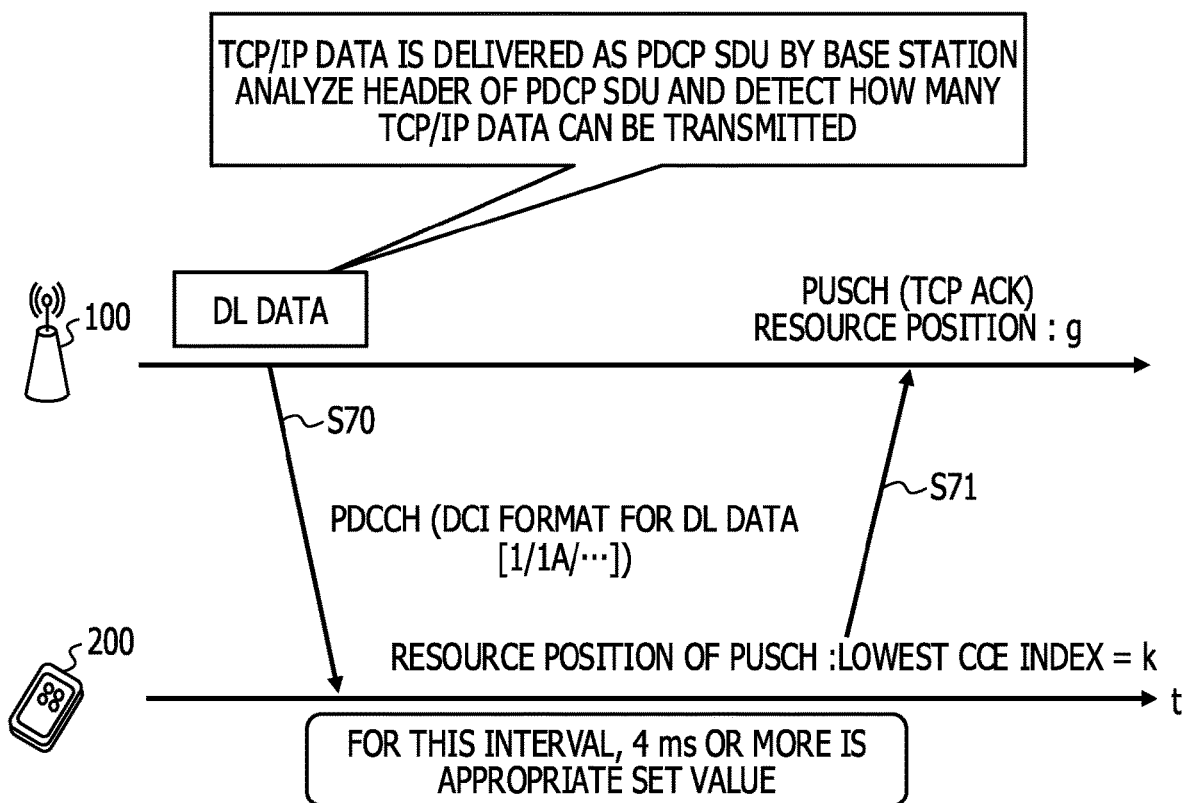 TCP/IP DATA IS DELIVERED AS PDCP SDU BY BASE STATION
ANALYZE HEADER OF PDCP SDU AND DETECT HOW MANY
TCP/IP DATA CAN BE TRANSMITTED
DL DATA
100
PUSCH (TCP ACK)
RESOURCE POSITION : g
S70
S71
PDCCH (DCI FORMAT FOR DL DATA
[1/1A/⋯])
200
RESOURCE POSITION OF PUSCH :LOWEST CCE INDEX = k
t
FOR THIS INTERVAL, 4 ms OR MORE IS
APPROPRIATE SET VALUE